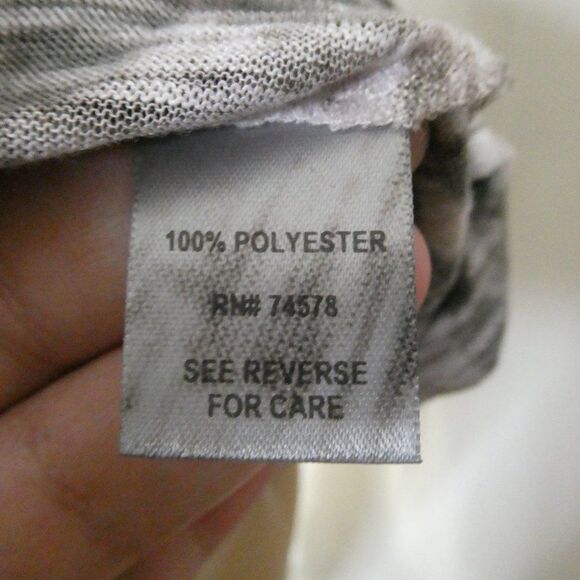 100% POLYESTER
RN# 74578
SEE REVERSE
FOR CARE